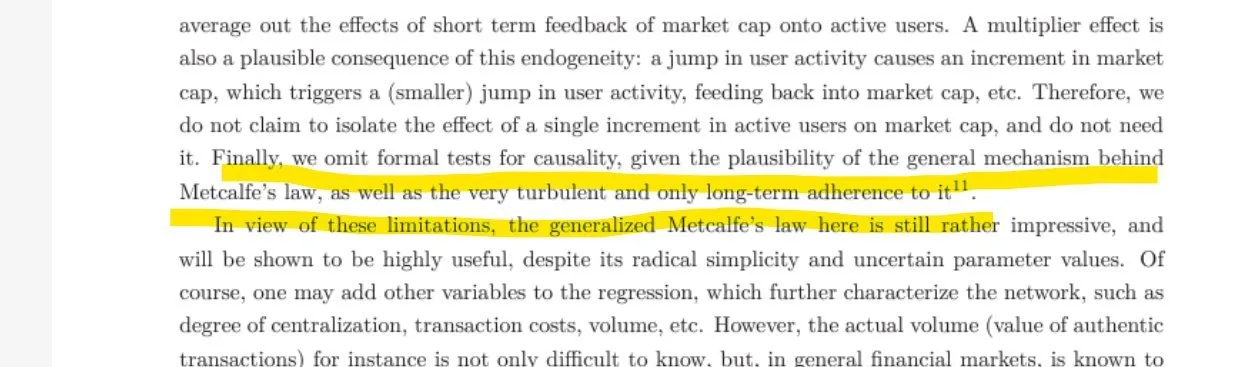 average out the effects of short term feedback of market cap onto active users. A multiplier effect is
also a plausible consequence of this endogeneity: a jump in user activity causes an increment in market
cap, which triggers a (smaller) jump in user activity, feeding back into market cap, etc. Therefore, we
do not claim to isolate the effect of a single increment in active users on market cap, and do not need
it. Finally, we omit formal tests for causality, given the plausibility of the general mechanism behind
Metcalfe's law, as well as the very turbulent and only long-term adherence to it¹¹.
In view of these limitations, the generalized Metcalfe's law here is still rather impressive, and
will be shown to be highly useful, despite its radical simplicity and uncertain parameter values. Of
course, one may add other variables to the regression, which further characterize the network, such as
degree of centralization, transaction costs, volume, etc. However, the actual volume (value of authentic
transactions) for instance is not only difficult to know, but, in general financial markets, is known to